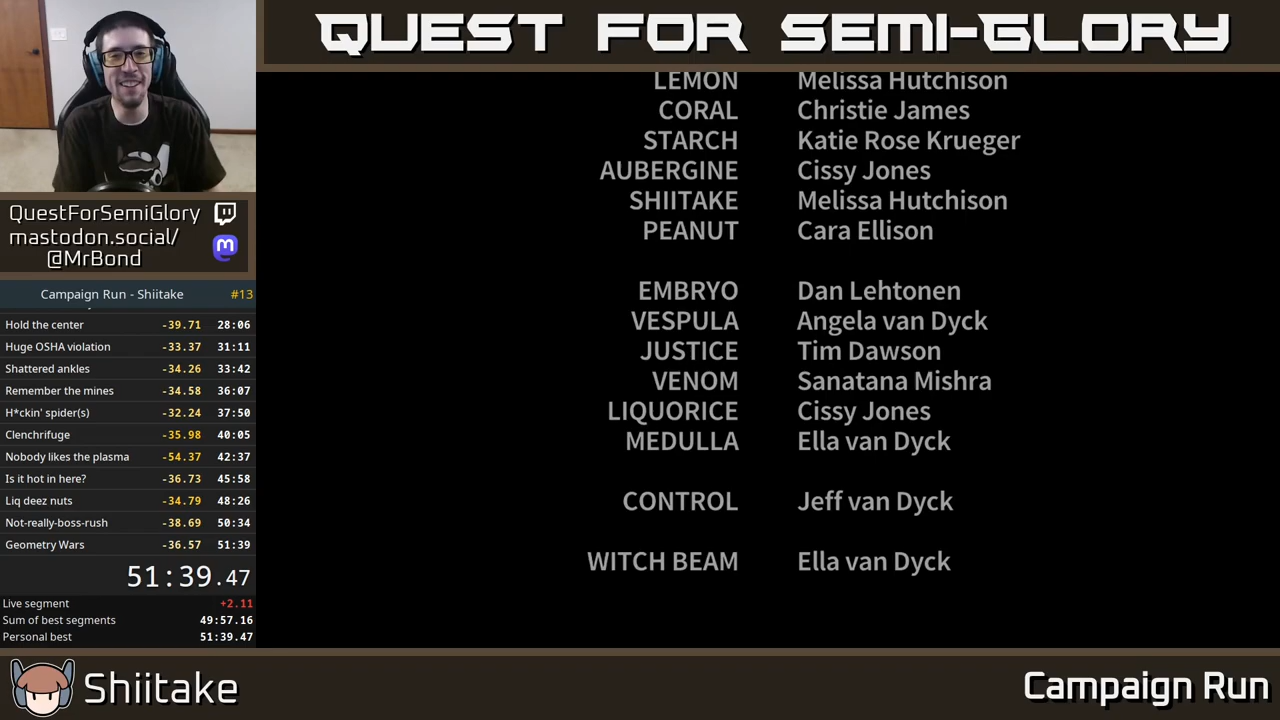 QUEST FOR SEMI-GLORY
LEMON Melissa Hutchison
CORAL Christie James
STARCH Katie Rose Krueger
AUBERGINE Cissy Jones
SHIITAKE Melissa Hutchison
PEANUT Cara Ellison
EMBRYO Dan Lehtonen
VESPULA Angela van Dyck
JUSTICE Tim Dawson
VENOM Sanatana Mishra
LIQUORICE Cissy Jones
MEDULLA Ella van Dyck
CONTROL Jeff van Dyck
WITCH BEAM Ella van Dyck
QuestForSemiGlory
mastodon.social/
@MrBond
Campaign Run - Shiitake #13
Hold the center -39.71 28:06
Huge OSHA violation -33.37 31:11
Shattered ankles -34.26 33:42
Remember the mines -34.58 36:07
H*ckin' spider(s) -32.24 37:50
Clenchrifuge -35.98 40:05
Nobody likes the plasma -54.37 42:37
Is it hot in here? -36.73 45:58
Liq deez nuts -34.79 48:26
Not-really-boss-rush -38.69 50:34
Geometry Wars -36.57 51:39
51:39.47
Live segment +2.11
Sum of best segments 49:57.16
Personal best 51:39.47
Shiitake
Campaign Run